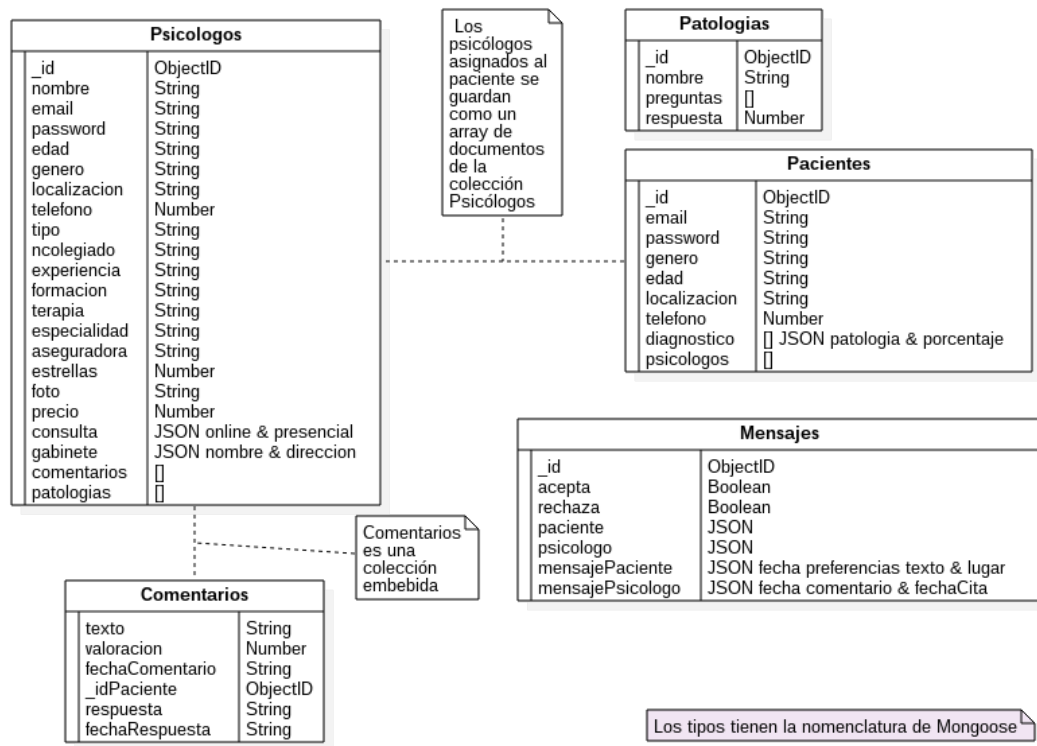 Psicologos
_id ObjectID
nombre String
email String
password String
edad String
genero String
localizacion String
telefono Number
tipo String
ncolegiado String
experiencia String
formacion String
terapia String
especialidad String
aseguradora String
estrellas Number
foto String
precio Number
consulta JSON online & presencial
gabinete JSON nombre & direccion
comentarios []
patologias []
Los
psicólogos
asignados al
paciente se
guardan
como un
array de
documentos
de la
colección
Psicólogos
Patologias
_id ObjectID
nombre String
preguntas []
respuesta Number
Pacientes
_id ObjectID
email String
password String
genero String
edad String
localizacion String
telefono Number
diagnostico [] JSON patologia & porcentaje
psicologos []
Mensajes
_id ObjectID
acepta Boolean
rechaza Boolean
paciente JSON
psicologo JSON
mensajePaciente JSON fecha preferencias texto & lugar
mensajePsicologo JSON fecha comentario & fechaCita
Comentarios
es una
colección
embebida
Comentarios
texto String
valoracion Number
fechaComentario String
_idPaciente ObjectID
respuesta String
fechaRespuesta String
Los tipos tienen la nomenclatura de Mongoose